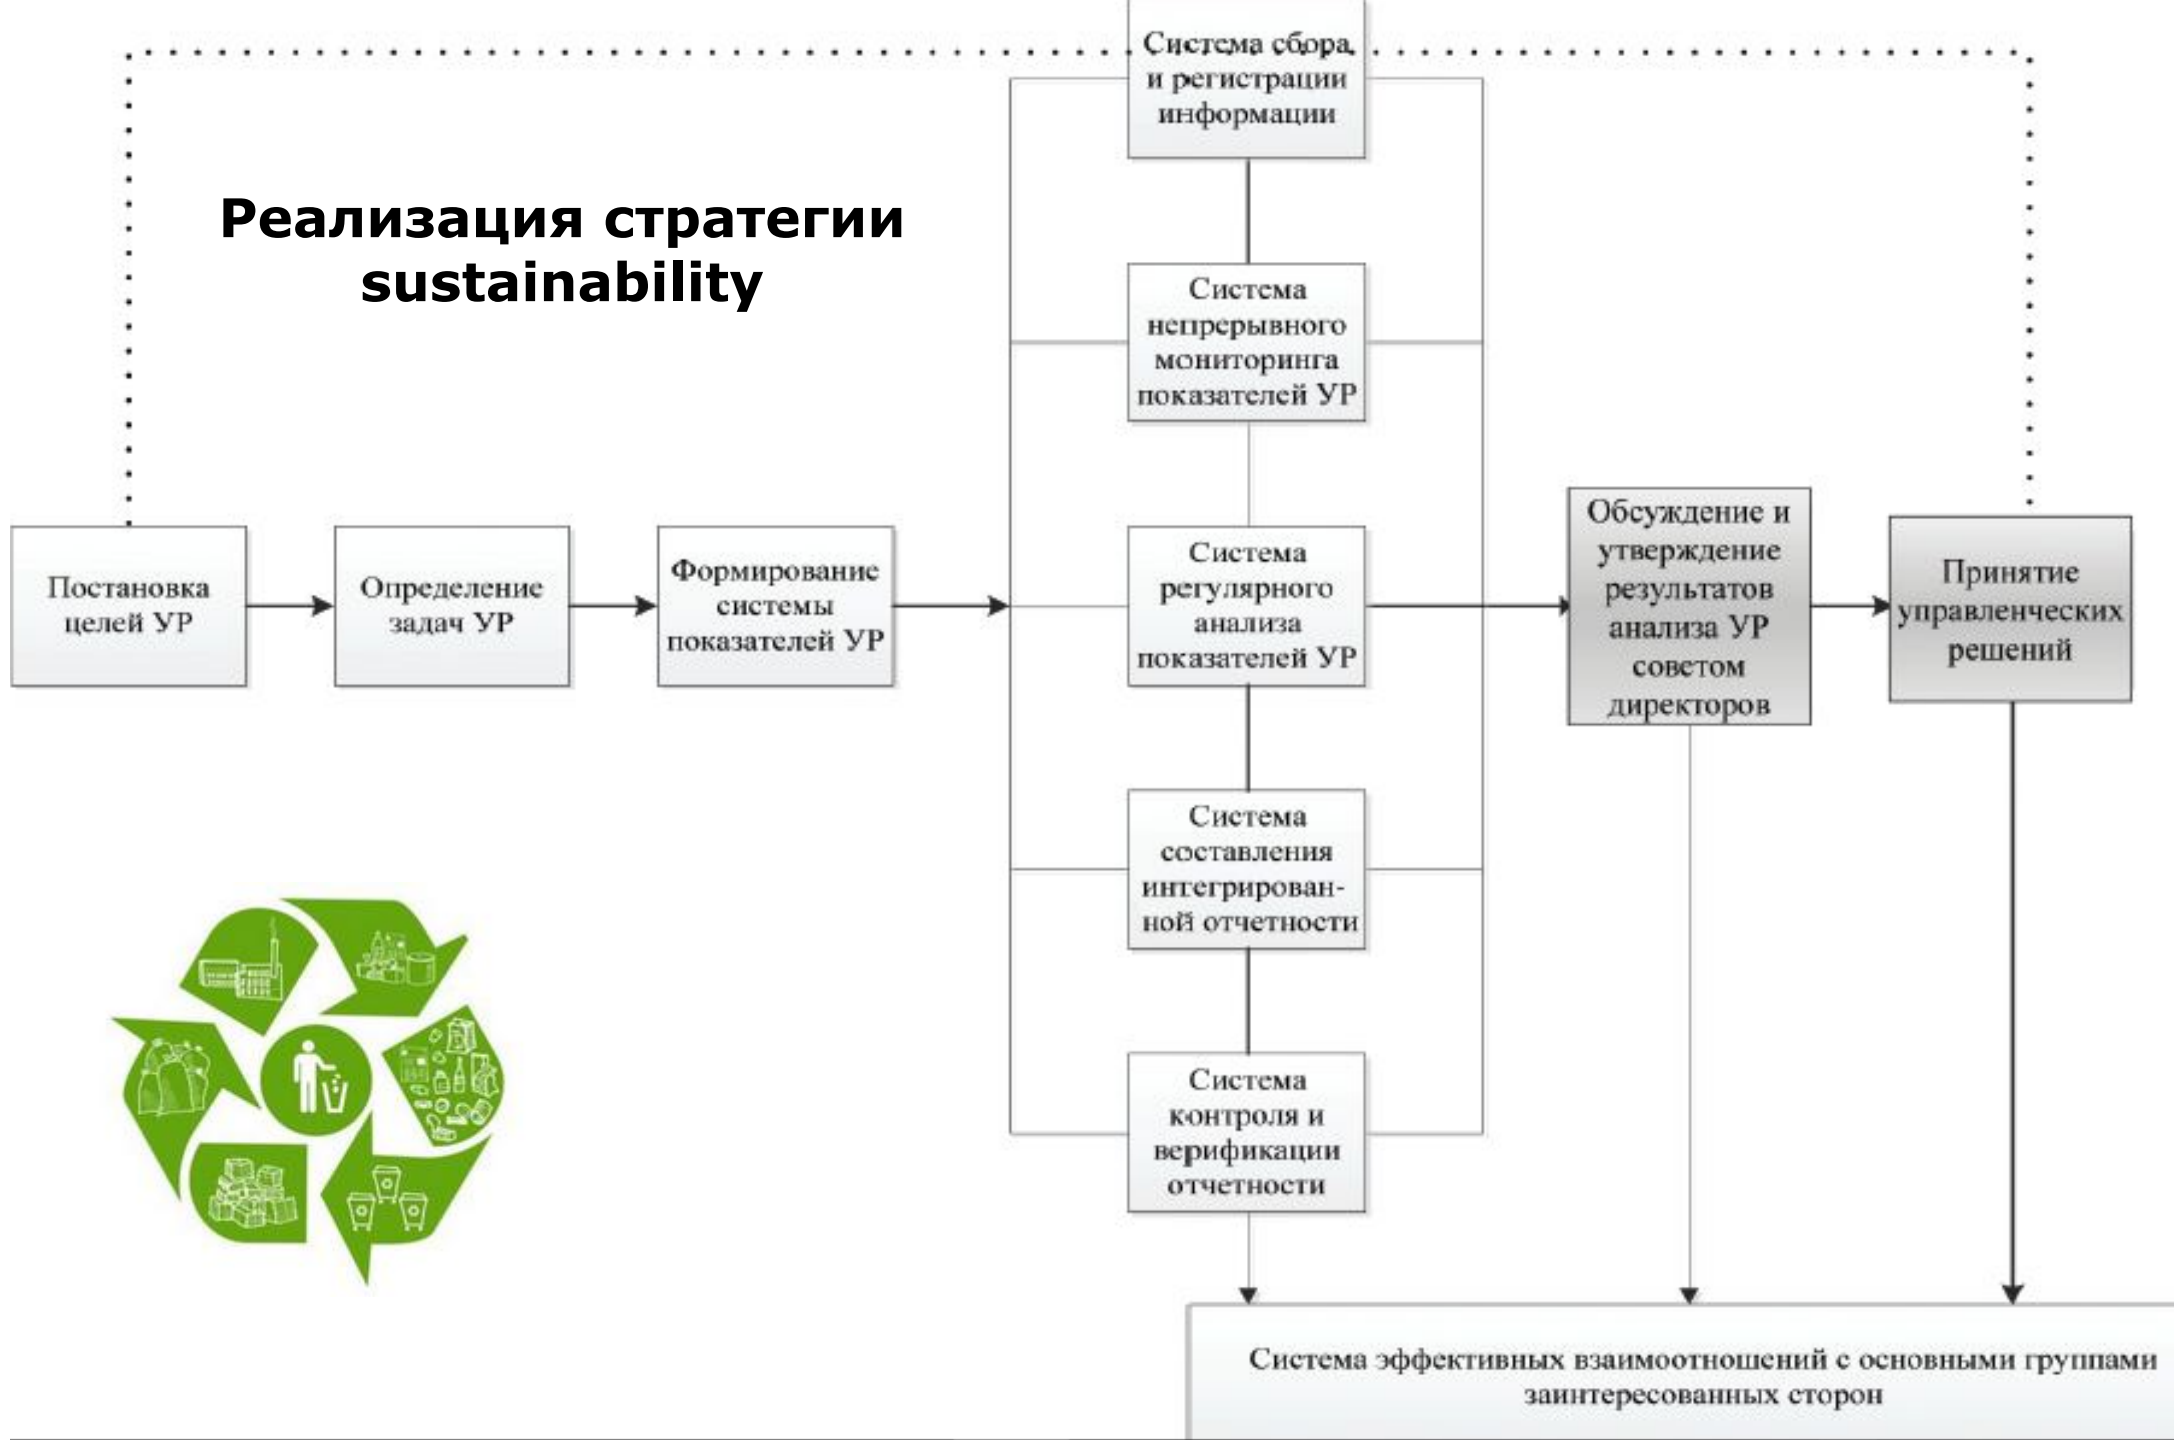 Система сбора
и регистрации
информации
Реализация стратегии
sustainability
Система
непрерывного
мониторинга
показателей УР
Постановка
целей УР
Определение
задач УР
Формирование
системы
показателей УР
Система
регулярного
анализа
показателей УР
Обсуждение и
утверждение
результатов
анализа УР
советом
директоров
Принятие
управленческих
решений
Система
составления
интегрирован-
ной отчетности
Система
контроля и
верификации
отчетности
Система эффективных взаимоотношений с основными группами
заинтересованных сторон